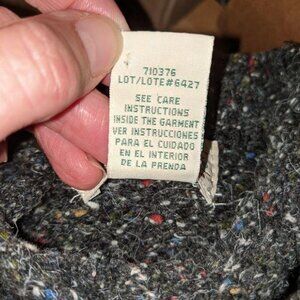 710376
LOT/LOTE#6427
SEE CARE
INSTRUCTIONS
INSIDE THE GARMENT
VER INSTRUCCIONES
PARA EL CUIDADO
EN EL INTERIOR
DE LA PRENDA